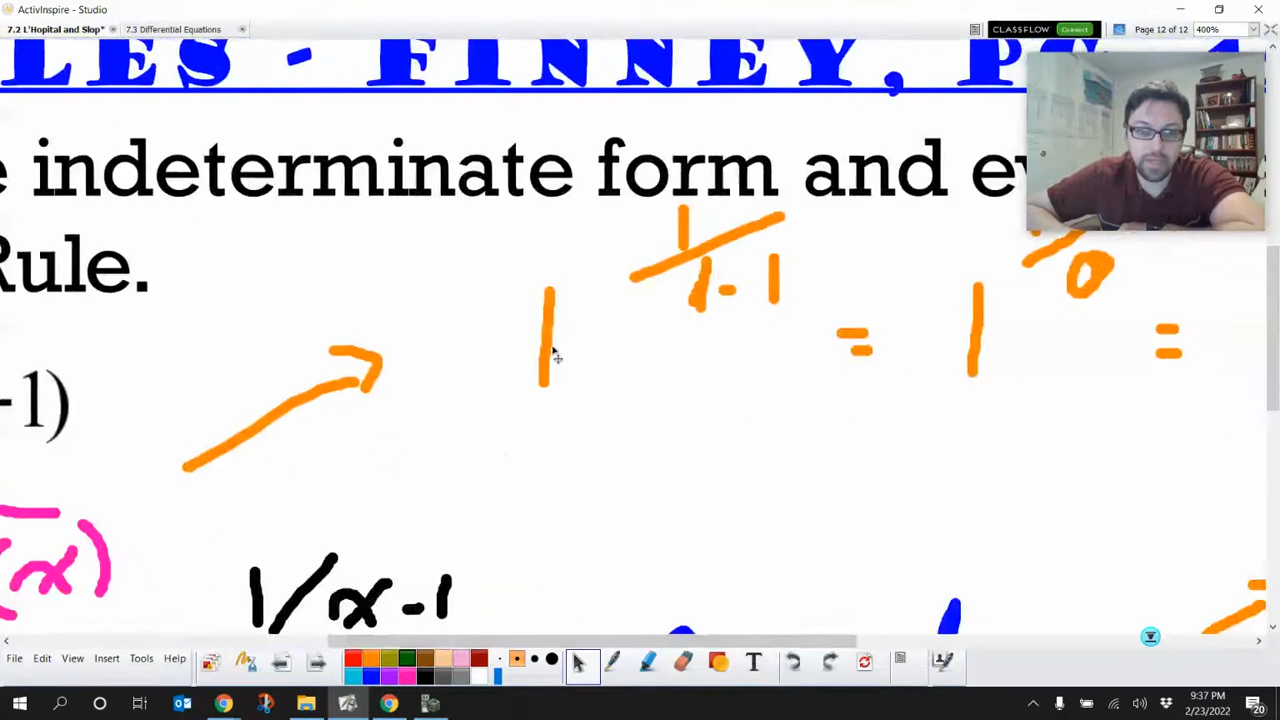 ActivInspire - Studio
7.2 L'Hopital and Slop* 7.3 Differential Equations CLASSFLOW Connect Page 12 of 12 400%
LES - FINNEY, P
indeterminate form and ev
Rule.
1 1/1-1 = 1 /0 =
-1)
(x)
1/x-1
File Edit View Insert Tools Help T
9:37 PM
2/23/2022
20